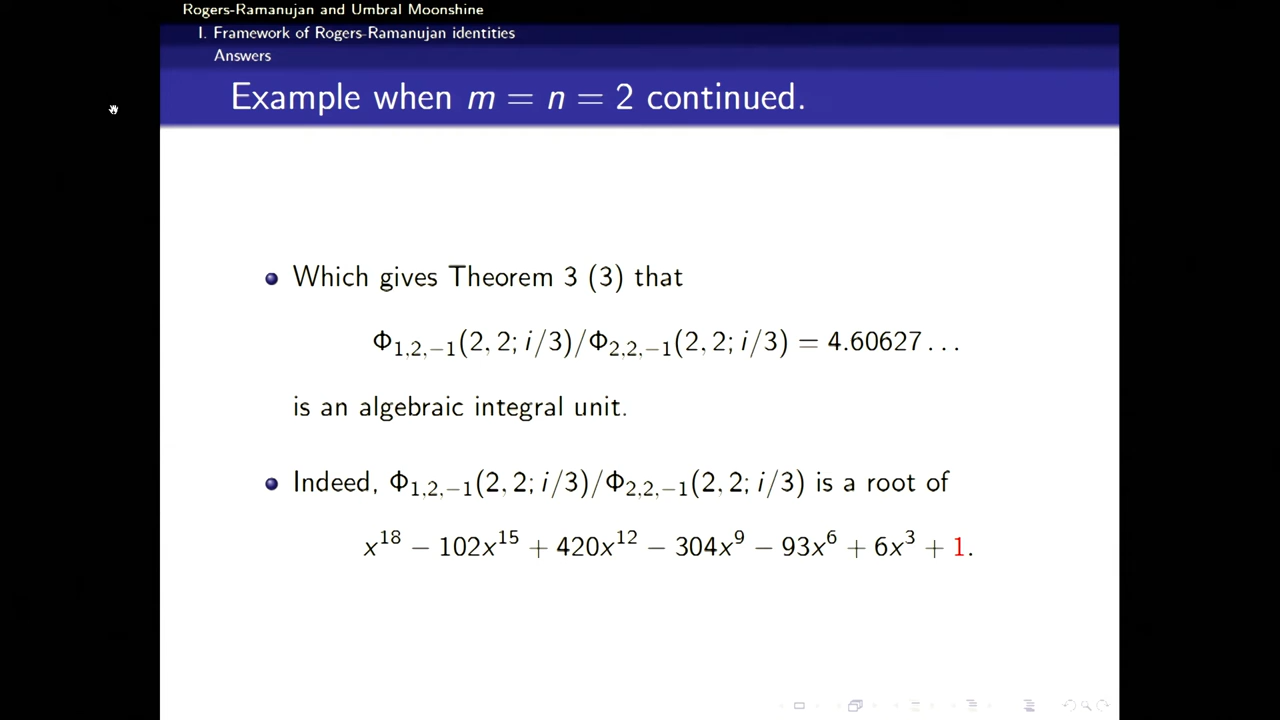 Rogers-Ramanujan and Umbral Moonshine
I. Framework of Rogers-Ramanujan identities
Answers
Example when m = n = 2 continued.
Which gives Theorem 3 (3) that
Φ₁,₂,₋₁(2, 2; i/3)/Φ₂,₂,₋₁(2, 2; i/3) = 4.60627...
is an algebraic integral unit.
Indeed, Φ₁,₂,₋₁(2, 2; i/3)/Φ₂,₂,₋₁(2, 2; i/3) is a root of
x¹⁸ − 102x¹⁵ + 420x¹² − 304x⁹ − 93x⁶ + 6x³ + 1.